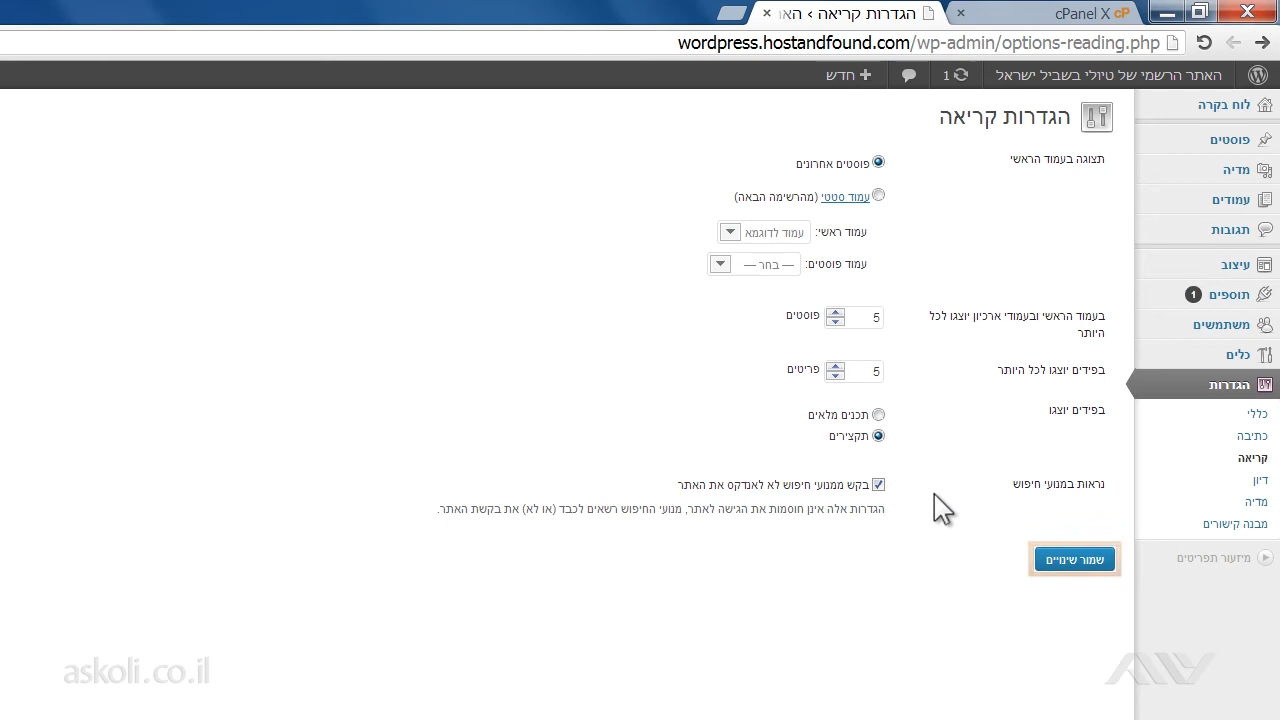 cPanel X
הגדרות קריאה › הא
wordpress.hostandfound.com/wp-admin/options-reading.php
האתר הרשמי של טיולי בשביל ישראל
1
חדש
לוח בקרה
פוסטים
מדיה
עמודים
תגובות
עיצוב
תוספים 1
משתמשים
כלים
הגדרות
כללי
כתיבה
קריאה
דיון
מדיה
מבנה קישורים
מיזעור תפריטים
הגדרות קריאה
תצוגה בעמוד הראשי
פוסטים אחרונים
עמוד סטטי (מהרשימה הבאה)
עמוד ראשי: עמוד לדוגמא
עמוד פוסטים: — בחר —
בעמוד הראשי ובעמודי ארכיון יוצגו לכל
היותר
5 פוסטים
בפידים יוצגו לכל היותר
5 פריטים
בפידים יוצגו
תכנים מלאים
תקצירים
נראות במנועי חיפוש
בקש ממנועי חיפוש לא לאנדקס את האתר
הגדרות אלה אינן חוסמות את הגישה לאתר, מנועי החיפוש רשאים לכבד (או לא) את בקשת האתר.
שמור שינויים
askoli.co.il